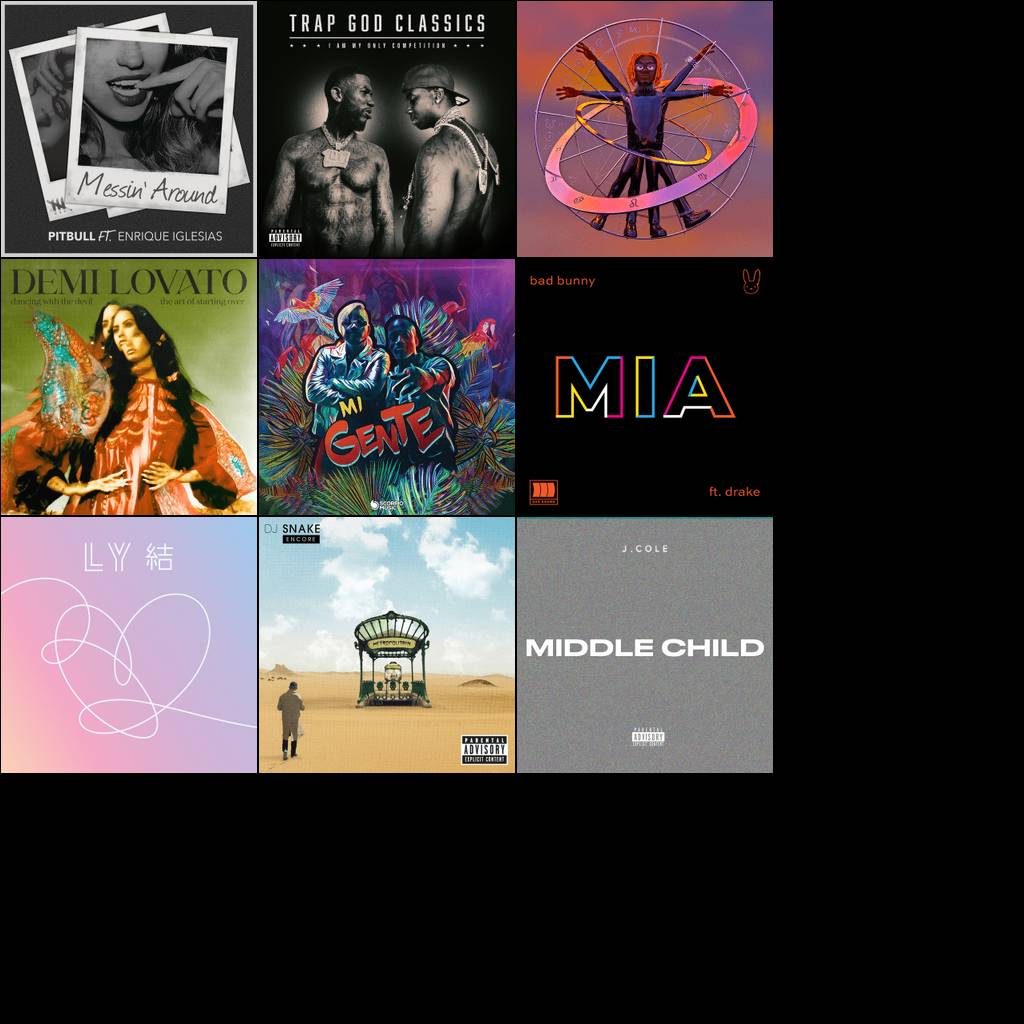 Messin' Around
PITBULL FT. ENRIQUE IGLESIAS
TRAP GOD CLASSICS
I AM MY ONLY COMPETITION
PARENTAL
ADVISORY
EXPLICIT CONTENT
DEMI LOVATO
dancing with the devil the art of starting over
MI
GENTE
SCORPIO
MUSIC
bad bunny
MIA
ft. drake
LY 結
DJ SNAKE
ENCORE
METROPOLITAIN
PARENTAL
ADVISORY
EXPLICIT CONTENT
J.COLE
MIDDLE CHILD
PARENTAL
ADVISORY
EXPLICIT CONTENT